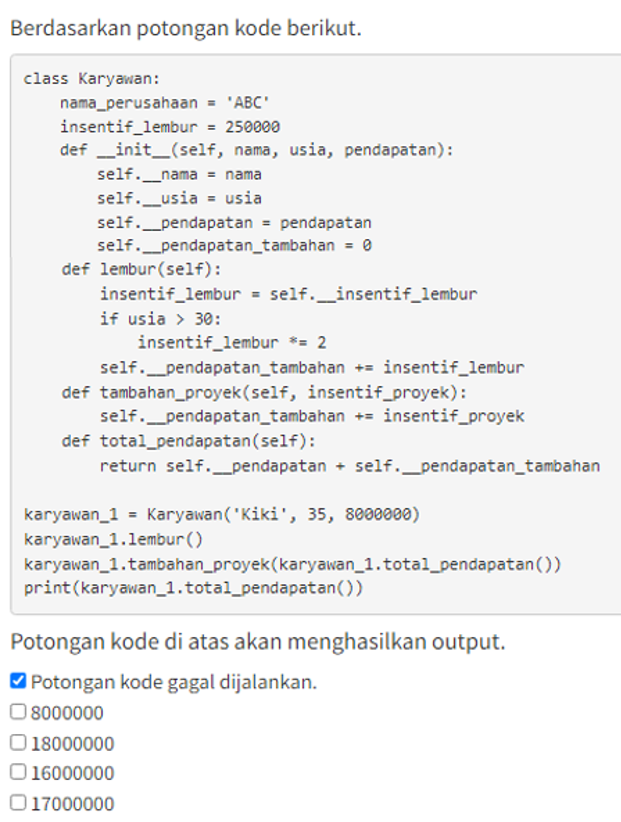 Berdasarkan potongan kode berikut.
class Karyawan:
    nama_perusahaan = 'ABC'
    insentif_lembur = 250000
    def __init__(self, nama, usia, pendapatan):
        self.__nama = nama
        self.__usia = usia
        self.__pendapatan = pendapatan
        self.__pendapatan_tambahan = 0
    def lembur(self):
        insentif_lembur = self.__insentif_lembur
        if usia > 30:
            insentif_lembur *= 2
        self.__pendapatan_tambahan += insentif_lembur
    def tambahan_proyek(self, insentif_proyek):
        self.__pendapatan_tambahan += insentif_proyek
    def total_pendapatan(self):
        return self.__pendapatan + self.__pendapatan_tambahan
karyawan_1 = Karyawan('Kiki', 35, 8000000)
karyawan_1.lembur()
karyawan_1.tambahan_proyek(karyawan_1.total_pendapatan())
print(karyawan_1.total_pendapatan())
Potongan kode di atas akan menghasilkan output.
Potongan kode gagal dijalankan.
8000000
18000000
16000000
17000000